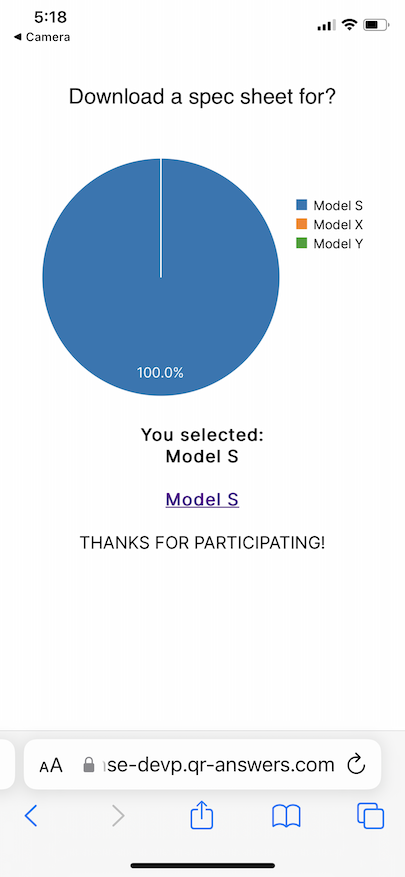 5:18
◀ Camera
Download a spec sheet for?
Model S
Model X
Model Y
100.0%
You selected:
Model S
Model S
THANKS FOR PARTICIPATING!
AA se-devp.qr-answers.com